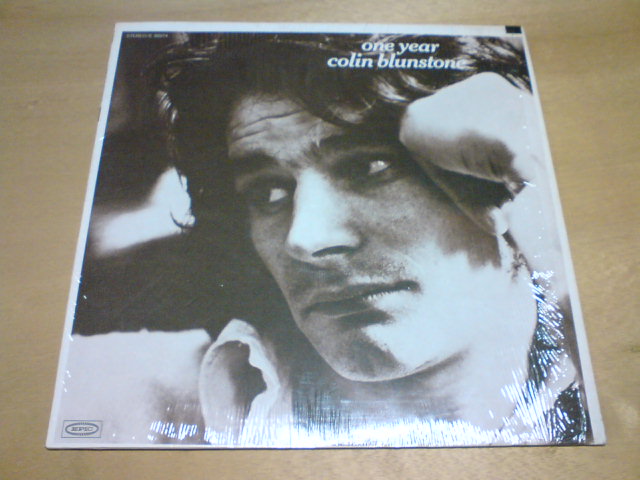 one year
colin blunstone
EPIC